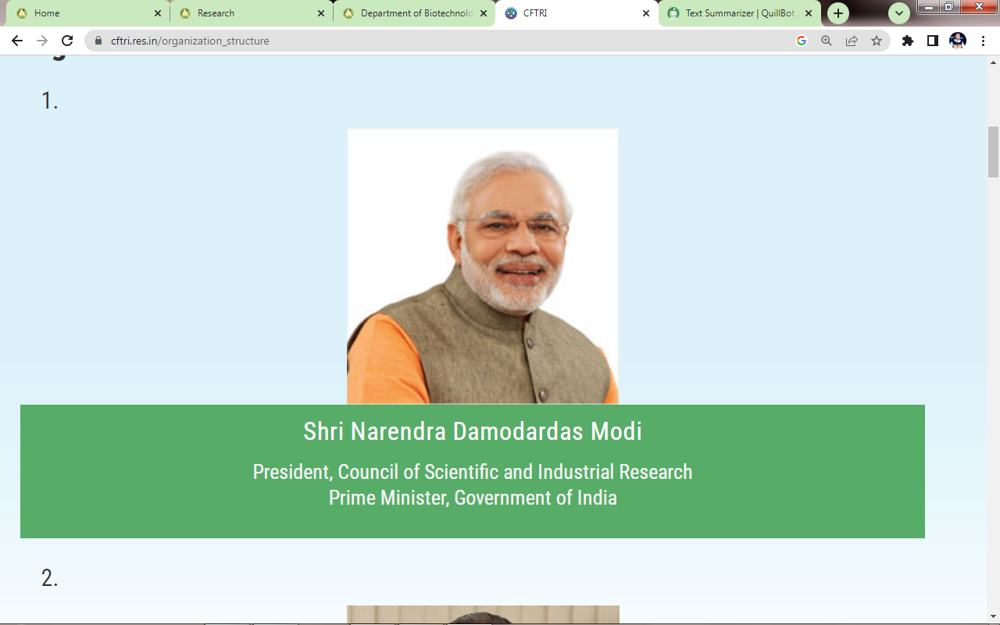 Home
Research
Department of Biotechnolo
CFTRI
Text Summarizer | QuillBot
cftri.res.in/organization_structure
1.
Shri Narendra Damodardas Modi
President, Council of Scientific and Industrial Research
Prime Minister, Government of India
2.